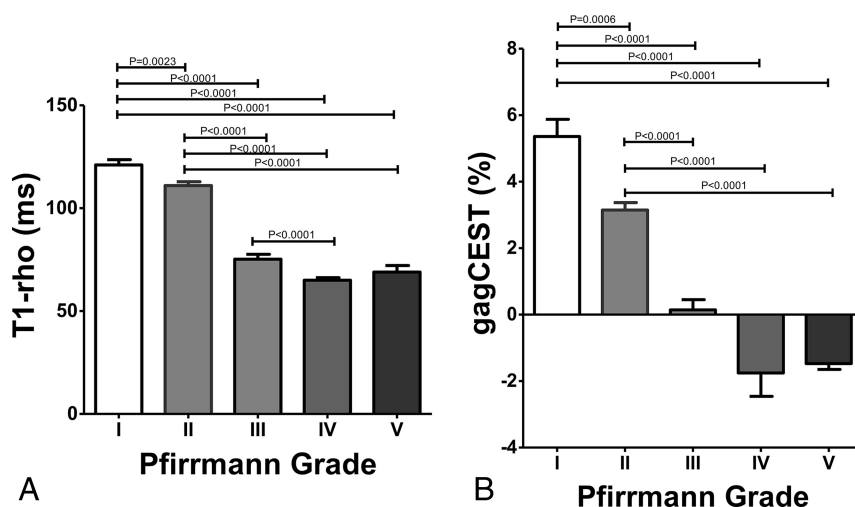 P=0.0023
P<0.0001
P<0.0001
P<0.0001
P<0.0001
P<0.0001
P<0.0001
P<0.0001
150
100
50
0
T1-rho (ms)
I II III IV V
Pfirrmann Grade
A
P=0.0006
P<0.0001
P<0.0001
P<0.0001
P<0.0001
P<0.0001
P<0.0001
8
6
4
2
0
-2
-4
gagCEST (%)
I II III IV V
Pfirrmann Grade
B